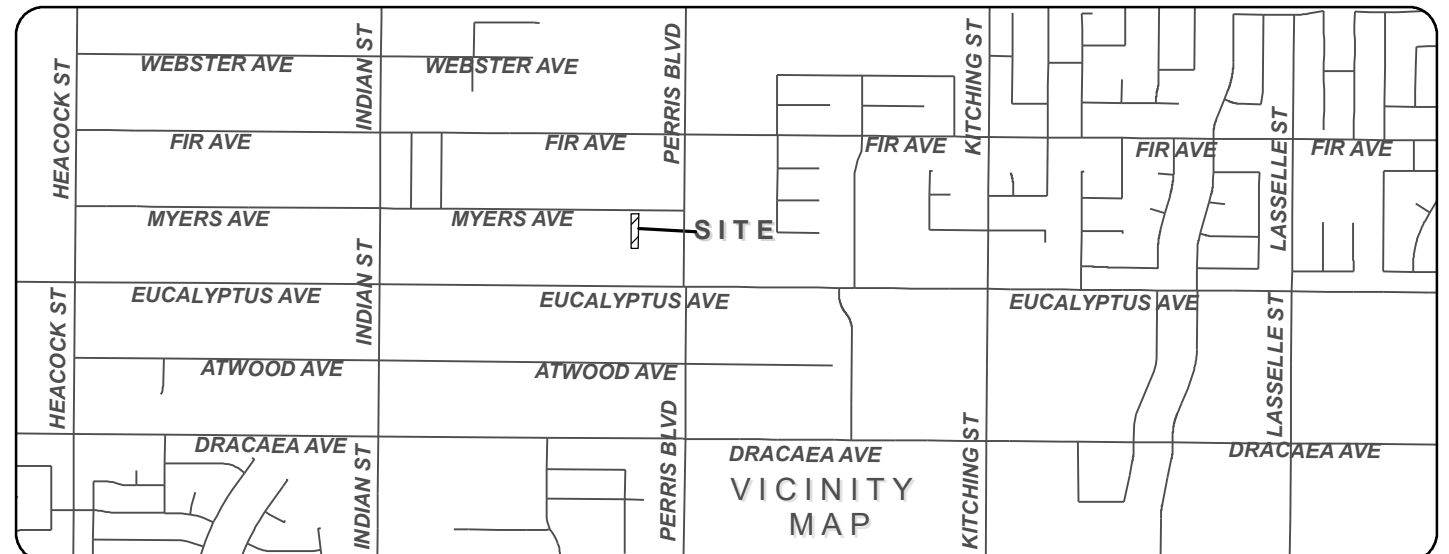 WEBSTER AVE
WEBSTER AVE
HEACOCK ST
INDIAN ST
PERRIS BLVD
KITCHING ST
LASSELLE ST
FIR AVE
FIR AVE
FIR AVE
FIR AVE
FIR AVE
MYERS AVE
MYERS AVE
SITE
INDIAN ST
EUCALYPTUS AVE
EUCALYPTUS AVE
EUCALYPTUS AVE
HEACOCK ST
LASSELLE ST
ATWOOD AVE
ATWOOD AVE
PERRIS BLVD
KITCHING ST
INDIAN ST
DRACAEA AVE
DRACAEA AVE
DRACAEA AVE
VICINITY
MAP